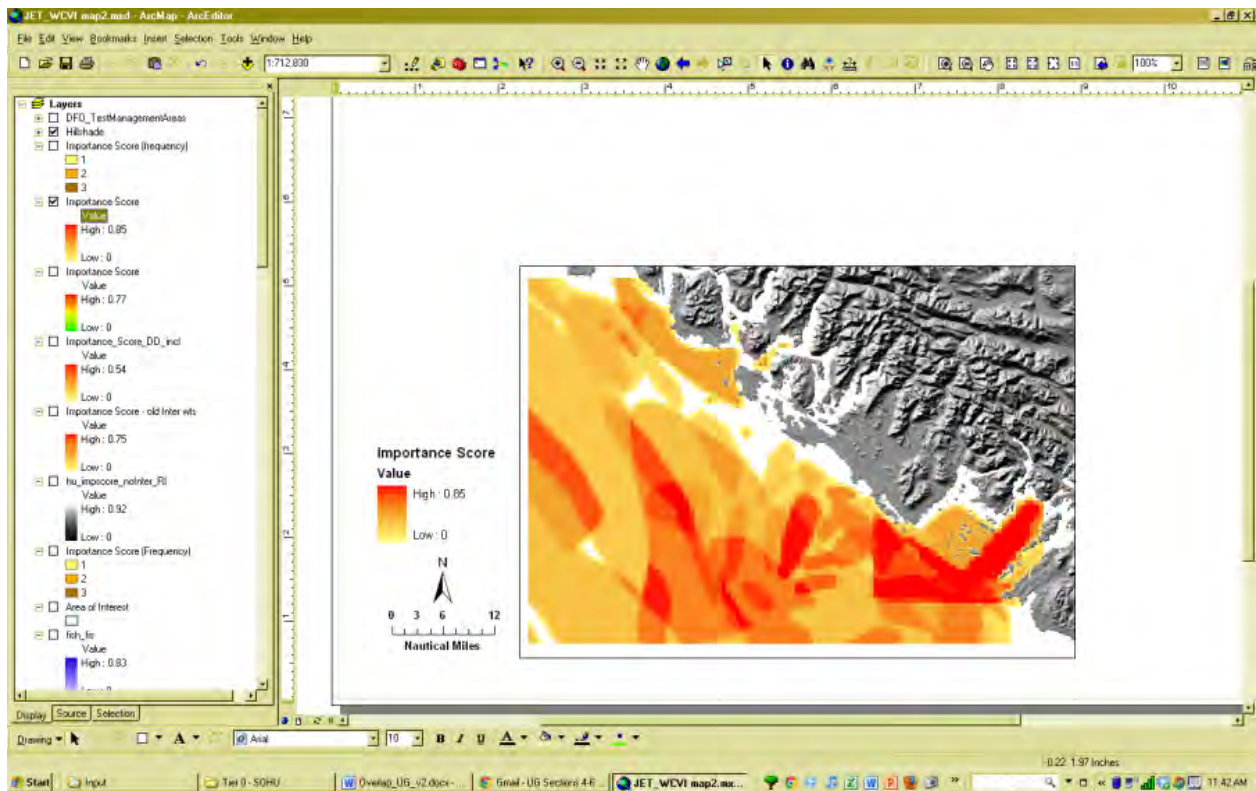 JET_WCVI map2.mxd - ArcMap - ArcEditor
File Edit View Bookmarks Insert Selection Tools Window Help
1:712,830
100%
Layers
DFO_TestManagementAreas
Hillshade
Importance Score (frequency)
1
2
3
Importance Score
Value
High : 0.85
Low : 0
Importance Score
Value
High : 0.77
Low : 0
Importance_Score_DD_incl
Value
High : 0.54
Low : 0
Importance Score - old Inter wts
Value
High : 0.75
Low : 0
hu_impscore_noInter_RI
Value
High : 0.92
Low : 0
Importance Score (Frequency)
1
2
3
Area of Interest
fish_fis
Value
High : 0.83
Importance Score
Value
High : 0.85
Low : 0
N
0 3 6 12
Nautical Miles
Display Source Selection
Drawing A Arial 10 B I U A
-0.22 1.97 Inches
Start Input Tier 0 - SOHU Overlap_UG_v2.docx-... Gmail - UG Sections 4-6 ... JET_WCVI map2.mx... 11:42 AM